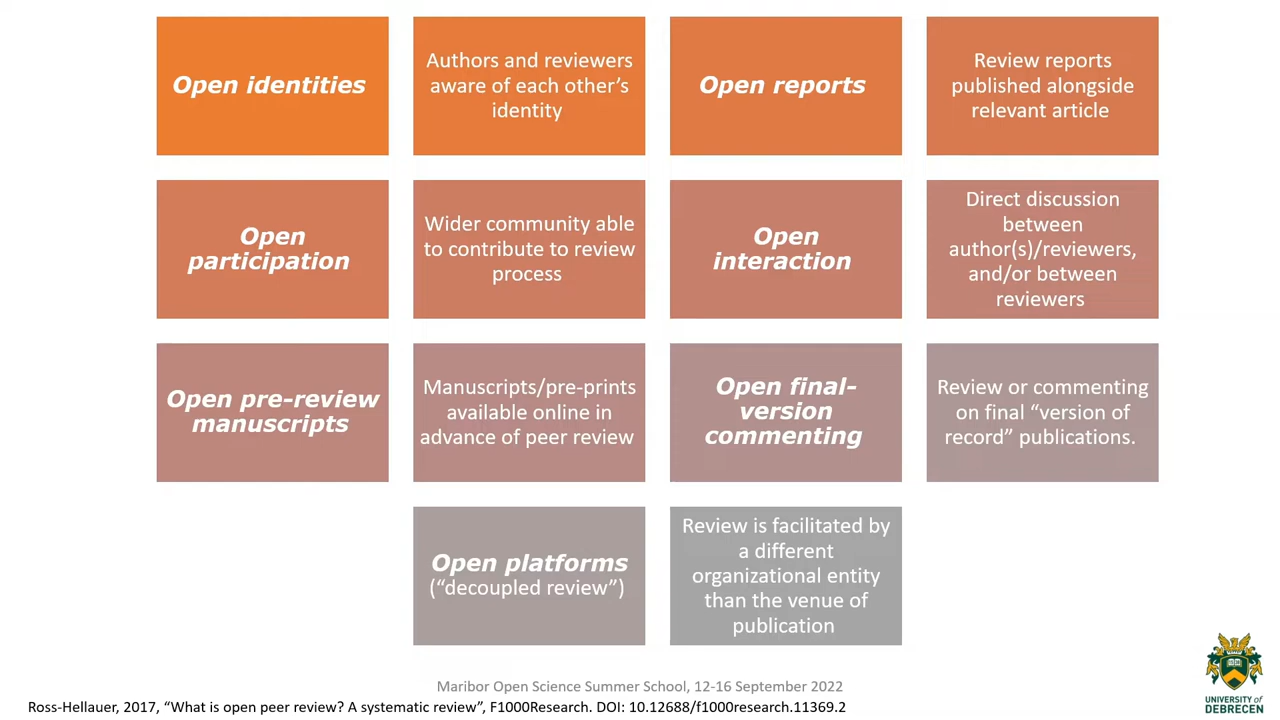 Open identities
Authors and reviewers
aware of each other’s
identity
Open reports
Review reports
published alongside
relevant article
Open
participation
Wider community able
to contribute to review
process
Open
interaction
Direct discussion
between
author(s)/reviewers,
and/or between
reviewers
Open pre-review
manuscripts
Manuscripts/pre-prints
available online in
advance of peer review
Open final-
version
commenting
Review or commenting
on final “version of
record” publications.
Open platforms
(“decoupled review”)
Review is facilitated by
a different
organizational entity
than the venue of
publication
Maribor Open Science Summer School, 12-16 September 2022
Ross-Hellauer, 2017, “What is open peer review? A systematic review”, F1000Research. DOI: 10.12688/f1000research.11369.2
UNIVERSITY of
DEBRECEN